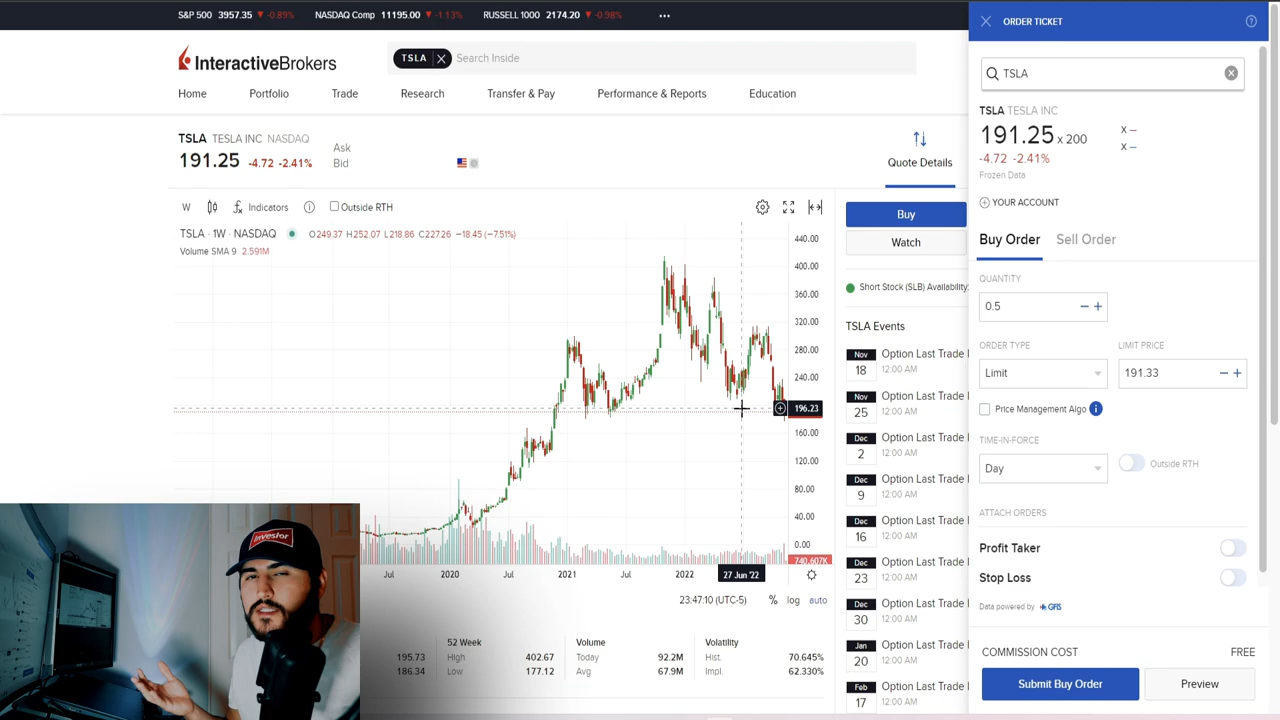 S&P 500 3957.35 ▼ -0.89% NASDAQ Comp 11195.00 ▼ -1.13% RUSSELL 1000 2174.20 ▼ -0.98% •••
InteractiveBrokers
TSLA Search Inside
Home Portfolio Trade Research Transfer & Pay Performance & Reports Education
TSLA TESLA INC NASDAQ
191.25 -4.72 -2.41%
Ask
Bid
Quote Details
W Indicators Outside RTH
TSLA · 1W · NASDAQ O249.37 H252.07 L218.86 C227.26 −18.45 (−7.51%)
Volume SMA 9 2.591M
440.00
400.00
360.00
320.00
280.00
240.00
196.23
160.00
120.00
80.00
40.00
0.00
740.607K
Jul 2020 Jul 2021 Jul 2022 27 Jun '22
23:47:10 (UTC-5) % log auto
52 Week Volume Volatility
195.73 High 402.67 Today 92.2M Hist. 70.645%
186.34 Low 177.12 Avg 67.9M Impl. 62.330%
Buy
Watch
Short Stock (SLB) Availability:
TSLA Events
Nov 18 Option Last Trade
12:00 AM
Nov 25 Option Last Trade
12:00 AM
Dec 2 Option Last Trade
12:00 AM
Dec 9 Option Last Trade
12:00 AM
Dec 16 Option Last Trade
12:00 AM
Dec 23 Option Last Trade
12:00 AM
Dec 30 Option Last Trade
12:00 AM
Jan 20 Option Last Trade
12:00 AM
Feb 17 Option Last Trade
12:00 AM
ORDER TICKET
TSLA
TSLA TESLA INC
191.25 x 200
x –
x –
-4.72 -2.41%
Frozen Data
YOUR ACCOUNT
Buy Order Sell Order
QUANTITY
0.5
ORDER TYPE LIMIT PRICE
Limit 191.33
Price Management Algo
TIME-IN-FORCE
Day Outside RTH
ATTACH ORDERS
Profit Taker
Stop Loss
Data powered by GFIS
COMMISSION COST FREE
Submit Buy Order Preview
Investor